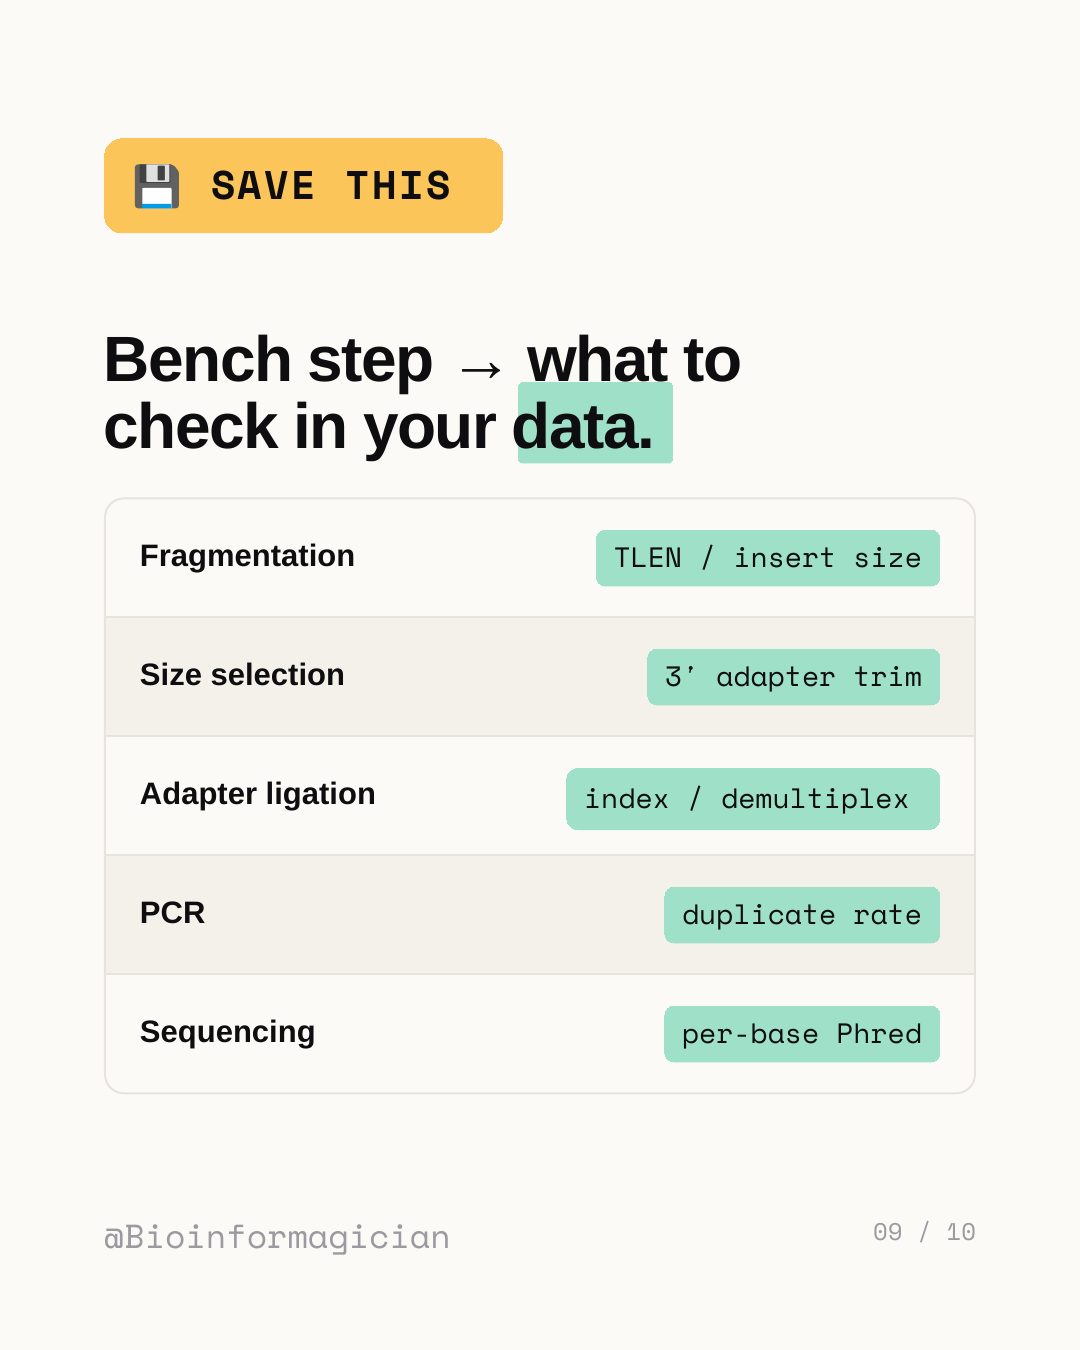 💾 SAVE THIS
Bench step → what to
check in your data.
Fragmentation TLEN / insert size
Size selection 3′ adapter trim
Adapter ligation index / demultiplex
PCR duplicate rate
Sequencing per-base Phred
@Bioinformagician 09 / 10